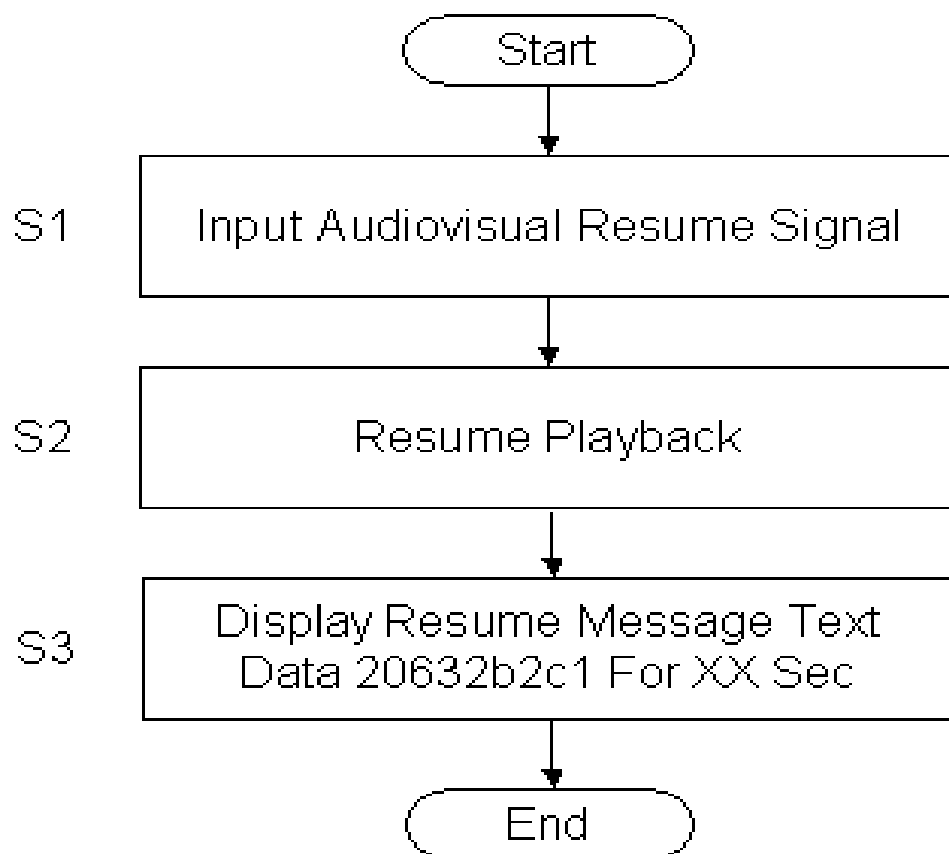 Start
S1
Input Audiovisual Resume Signal
S2
Resume Playback
S3
Display Resume Message Text
Data 20632b2c1 For XX Sec
End